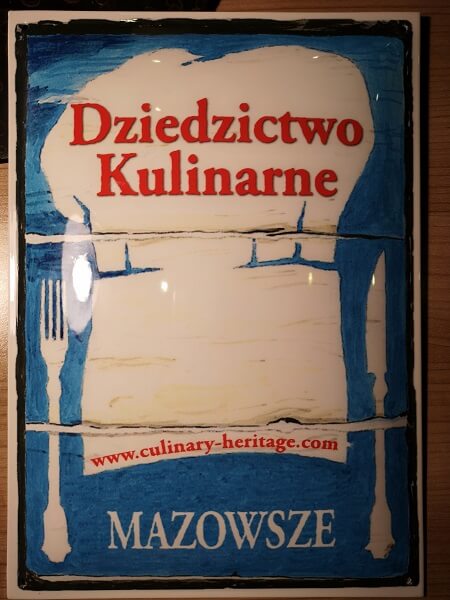 Dziedzictwo
Kulinarne
www.culinary-heritage.com
MAZOWSZE